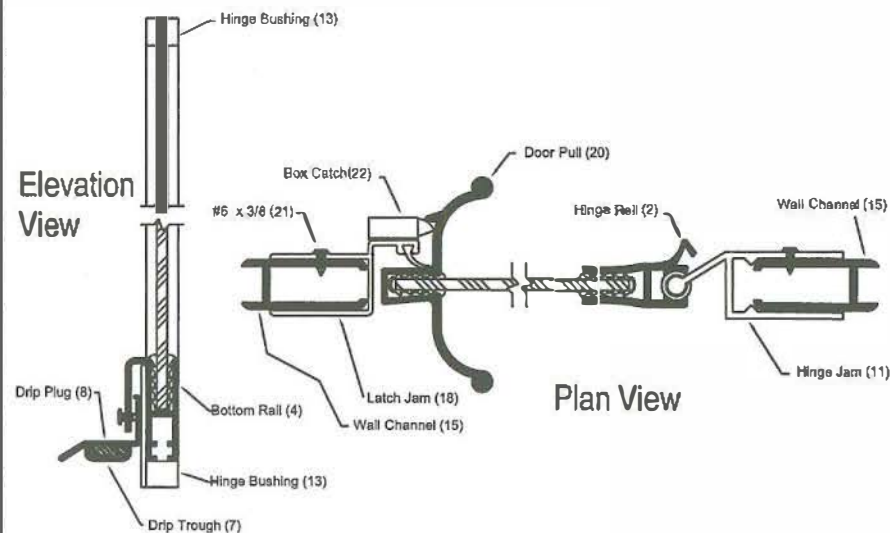 Hinge Bushing (13)
Elevation
View
Door Pull (20)
Box Catch(22)
#6 x 3/8 (21)
Hinge Rail (2)
Wall Channel (15)
Drip Plug (8)
Bottom Rail (4)
Latch Jam (18)
Wall Channel (15)
Plan View
Hinge Jam (11)
Hinge Bushing (13)
Drip Trough (7)